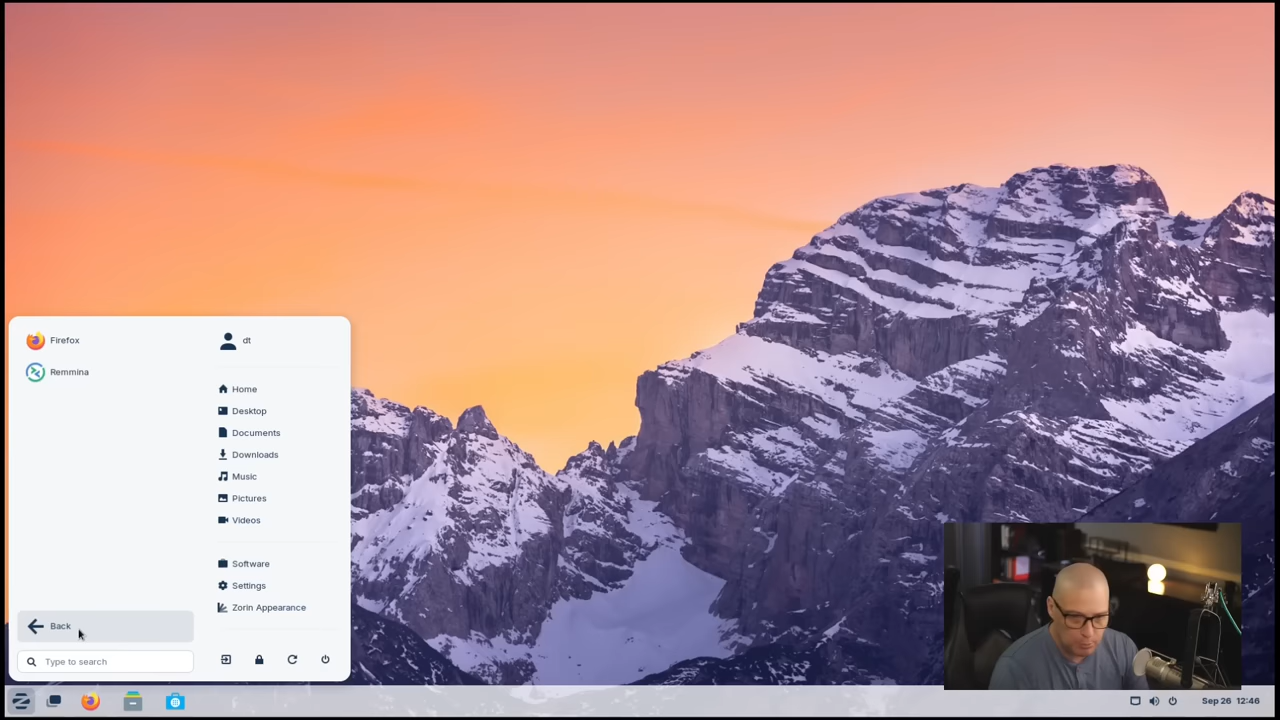 Firefox
Remmina
Back
Type to search
dt
Home
Desktop
Documents
Downloads
Music
Pictures
Videos
Software
Settings
Zorin Appearance
Sep 26 12:46